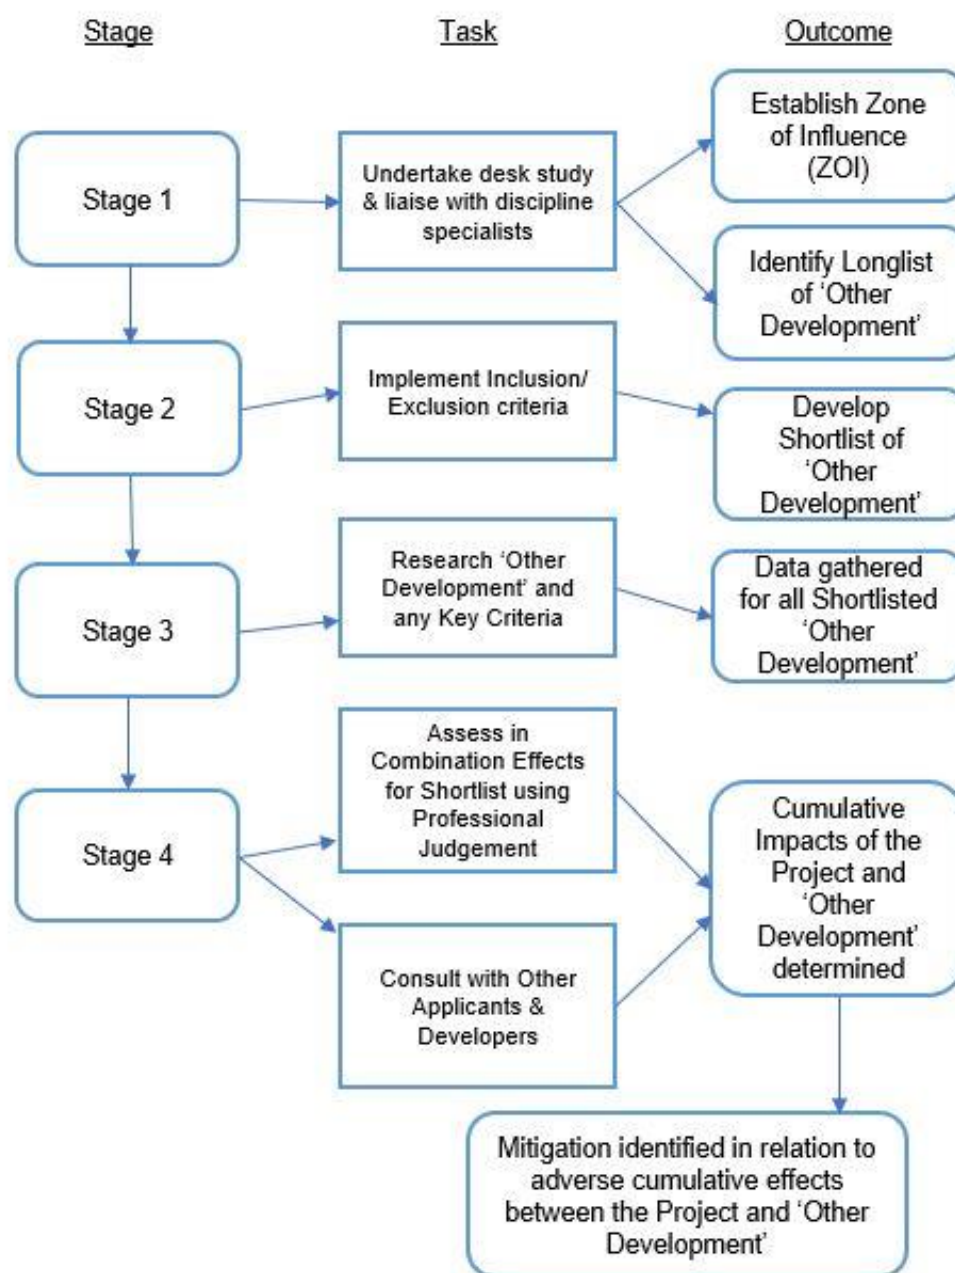 Stage
Task
Outcome
Stage 1
Undertake desk study
& liaise with discipline
specialists
Establish Zone
of Influence
(ZOI)
Identify Longlist
of ‘Other
Development’
Stage 2
Implement Inclusion/
Exclusion criteria
Develop
Shortlist of
‘Other
Development’
Stage 3
Research ‘Other
Development’ and
any Key Criteria
Data gathered
for all Shortlisted
‘Other
Development’
Stage 4
Assess in
Combination Effects
for Shortlist using
Professional
Judgement
Consult with Other
Applicants &
Developers
Cumulative
Impacts of the
Project and
‘Other
Development’
determined
Mitigation identified in relation to
adverse cumulative effects
between the Project and ‘Other
Development’